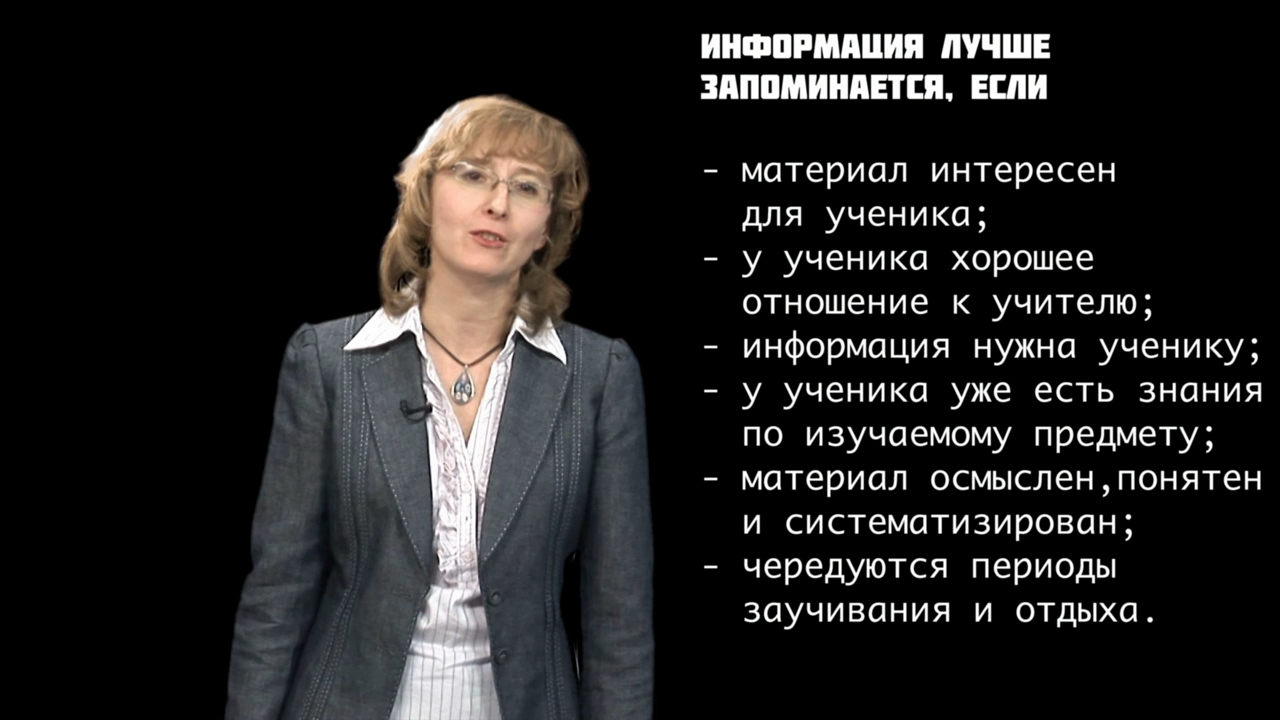 ИНФОРМАЦИЯ ЛУЧШЕ
ЗАПОМИНАЕТСЯ, ЕСЛИ
- материал интересен
для ученика;
- у ученика хорошее
отношение к учителю;
- информация нужна ученику;
- у ученика уже есть знания
по изучаемому предмету;
- материал осмыслен,понятен
и систематизирован;
- чередуются периоды
заучивания и отдыха.